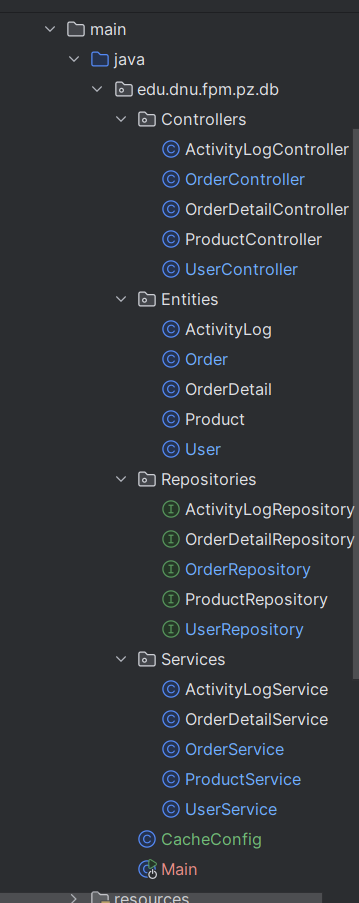 main
java
edu.dnu.fpm.pz.db
Controllers
ActivityLogController
OrderController
OrderDetailController
ProductController
UserController
Entities
ActivityLog
Order
OrderDetail
Product
User
Repositories
ActivityLogRepository
OrderDetailRepository
OrderRepository
ProductRepository
UserRepository
Services
ActivityLogService
OrderDetailService
OrderService
ProductService
UserService
CacheConfig
Main
resources